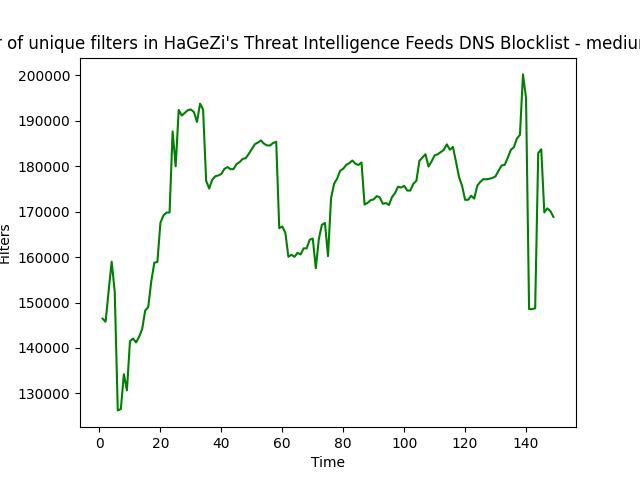 r of unique filters in HaGeZi's Threat Intelligence Feeds DNS Blocklist - mediu
200000
190000
180000
170000
160000
150000
140000
130000
Filters
0 20 40 60 80 100 120 140
Time